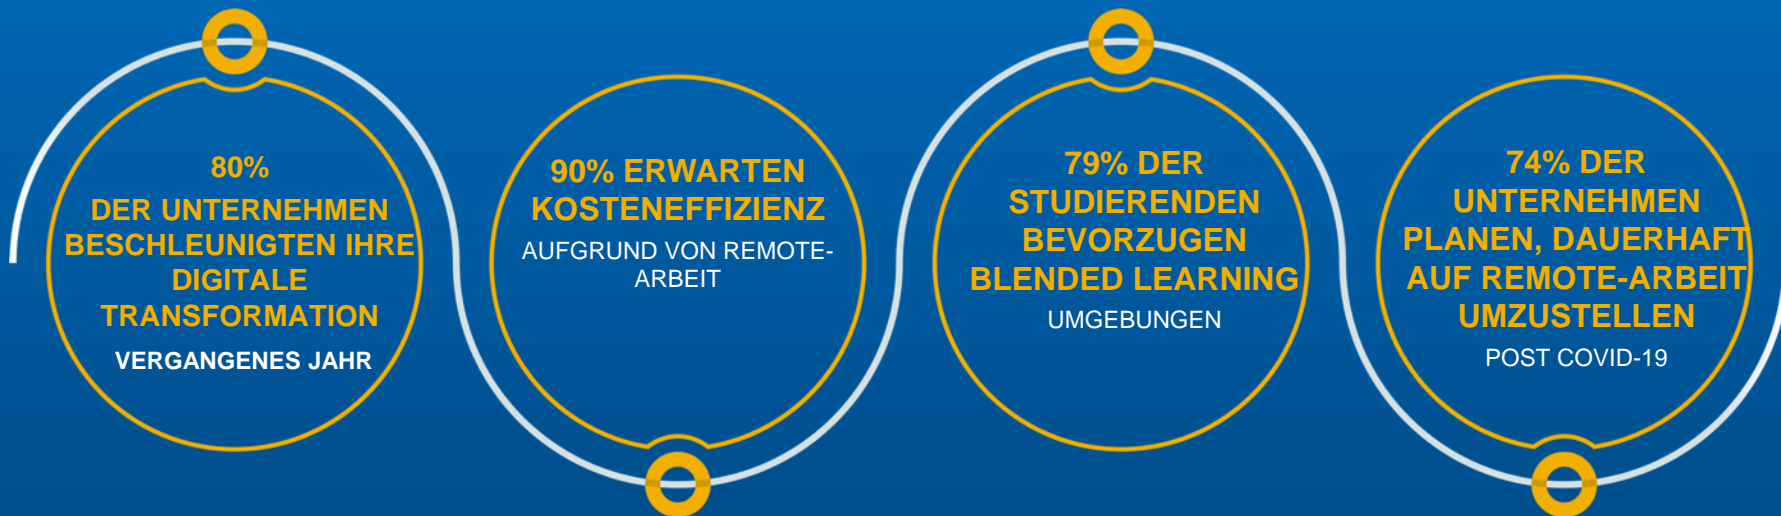 80%
DER UNTERNEHMEN
BESCHLEUNIGTEN IHRE
DIGITALE
TRANSFORMATION
VERGANGENES JAHR
90% ERWARTEN
KOSTENEFFIZIENZ
AUFGRUND VON REMOTE-
ARBEIT
79% DER
STUDIERENDEN
BEVORZUGEN
BLENDED LEARNING
UMGEBUNGEN
74% DER
UNTERNEHMEN
PLANEN, DAUERHAFT
AUF REMOTE-ARBEIT
UMZUSTELLEN
POST COVID-19